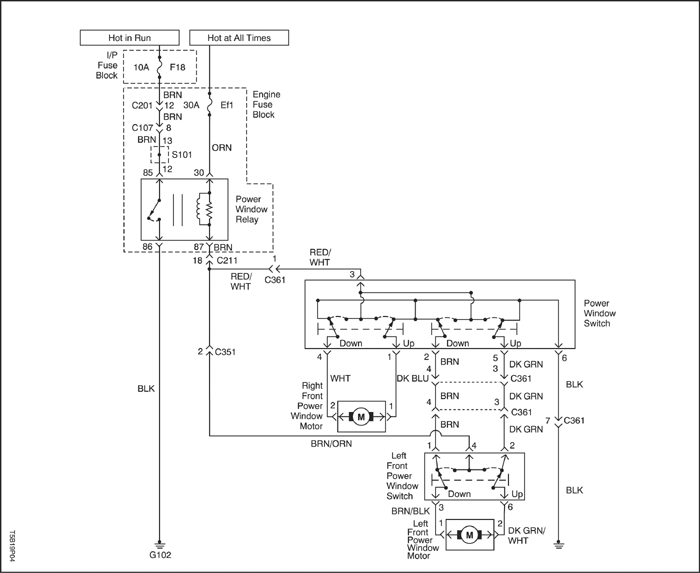 Hot in Run
Hot at All Times
I/P
Fuse
Block
10A
F18
BRN
C201
12
30A
Ef1
Engine
Fuse
Block
BRN
C107
8
BRN
13
S101
ORN
12
85
30
Power
Window
Relay
86
87
BRN
18
C211
RED/
WHT
1
C361
RED/
WHT
3
Power
Window
Switch
Down
Up
Down
Up
4
1
2
5
6
2
C351
WHT
DK BLU
BRN
4
3
DK GRN
C361
BLK
BLK
Right
Front
Power
Window
Motor
2
M
1
BRN
4
3
DK GRN
C361
7
C361
BRN
DK GRN
BRN/ORN
1
4
2
Left
Front
Power
Window
Switch
Down
Up
BLK
3
6
BRN/BLK
Left
Front
Power
Window
Motor
1
M
2
DK GRN/
WHT
G102
T5B19P04